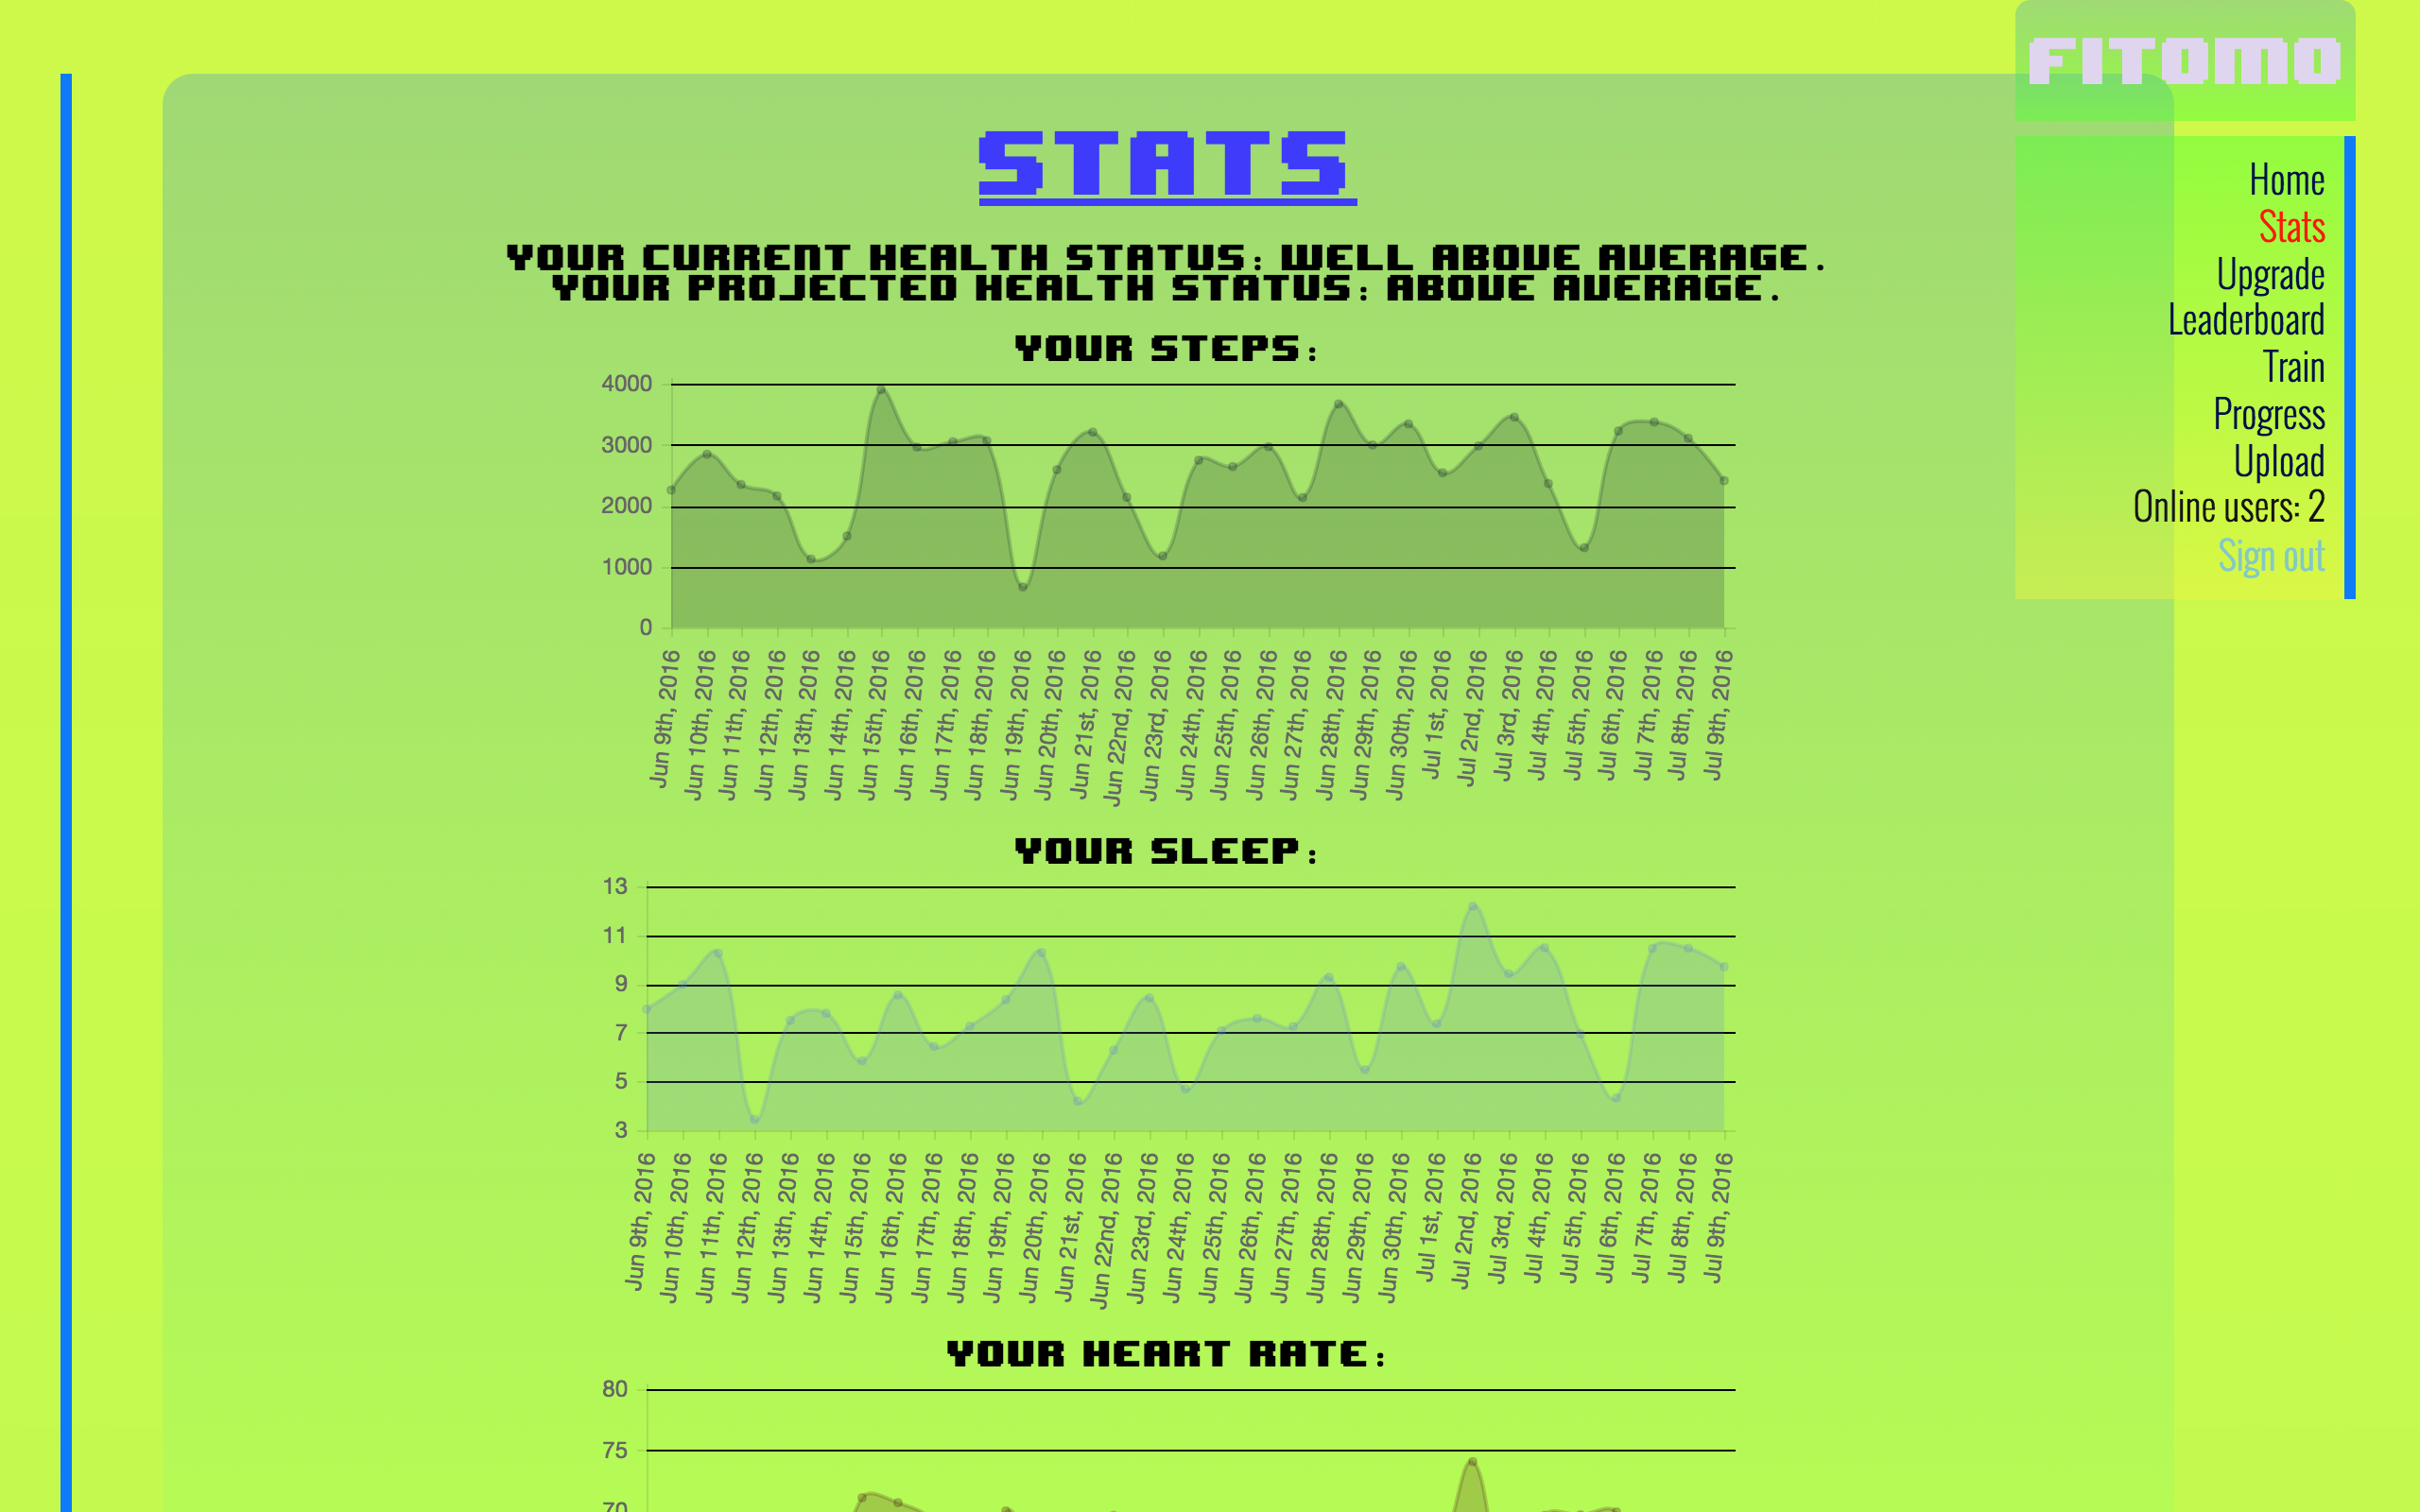 FITOMO
Home
Stats
Upgrade
Leaderboard
Train
Progress
Upload
Online users: 2
Sign out
STATS
YOUR CURRENT HEALTH STATUS: WELL ABOVE AVERAGE.
YOUR PROJECTED HEALTH STATUS: ABOVE AVERAGE.
YOUR STEPS:
4000
3000
2000
1000
0
Jun 9th, 2016
Jun 10th, 2016
Jun 11th, 2016
Jun 12th, 2016
Jun 13th, 2016
Jun 14th, 2016
Jun 15th, 2016
Jun 16th, 2016
Jun 17th, 2016
Jun 18th, 2016
Jun 19th, 2016
Jun 20th, 2016
Jun 21st, 2016
Jun 22nd, 2016
Jun 23rd, 2016
Jun 24th, 2016
Jun 25th, 2016
Jun 26th, 2016
Jun 27th, 2016
Jun 28th, 2016
Jun 29th, 2016
Jun 30th, 2016
Jul 1st, 2016
Jul 2nd, 2016
Jul 3rd, 2016
Jul 4th, 2016
Jul 5th, 2016
Jul 6th, 2016
Jul 7th, 2016
Jul 8th, 2016
Jul 9th, 2016
YOUR SLEEP:
13
11
9
7
5
3
Jun 9th, 2016
Jun 10th, 2016
Jun 11th, 2016
Jun 12th, 2016
Jun 13th, 2016
Jun 14th, 2016
Jun 15th, 2016
Jun 16th, 2016
Jun 17th, 2016
Jun 18th, 2016
Jun 19th, 2016
Jun 20th, 2016
Jun 21st, 2016
Jun 22nd, 2016
Jun 23rd, 2016
Jun 24th, 2016
Jun 25th, 2016
Jun 26th, 2016
Jun 27th, 2016
Jun 28th, 2016
Jun 29th, 2016
Jun 30th, 2016
Jul 1st, 2016
Jul 2nd, 2016
Jul 3rd, 2016
Jul 4th, 2016
Jul 5th, 2016
Jul 6th, 2016
Jul 7th, 2016
Jul 8th, 2016
Jul 9th, 2016
YOUR HEART RATE:
80
75
70